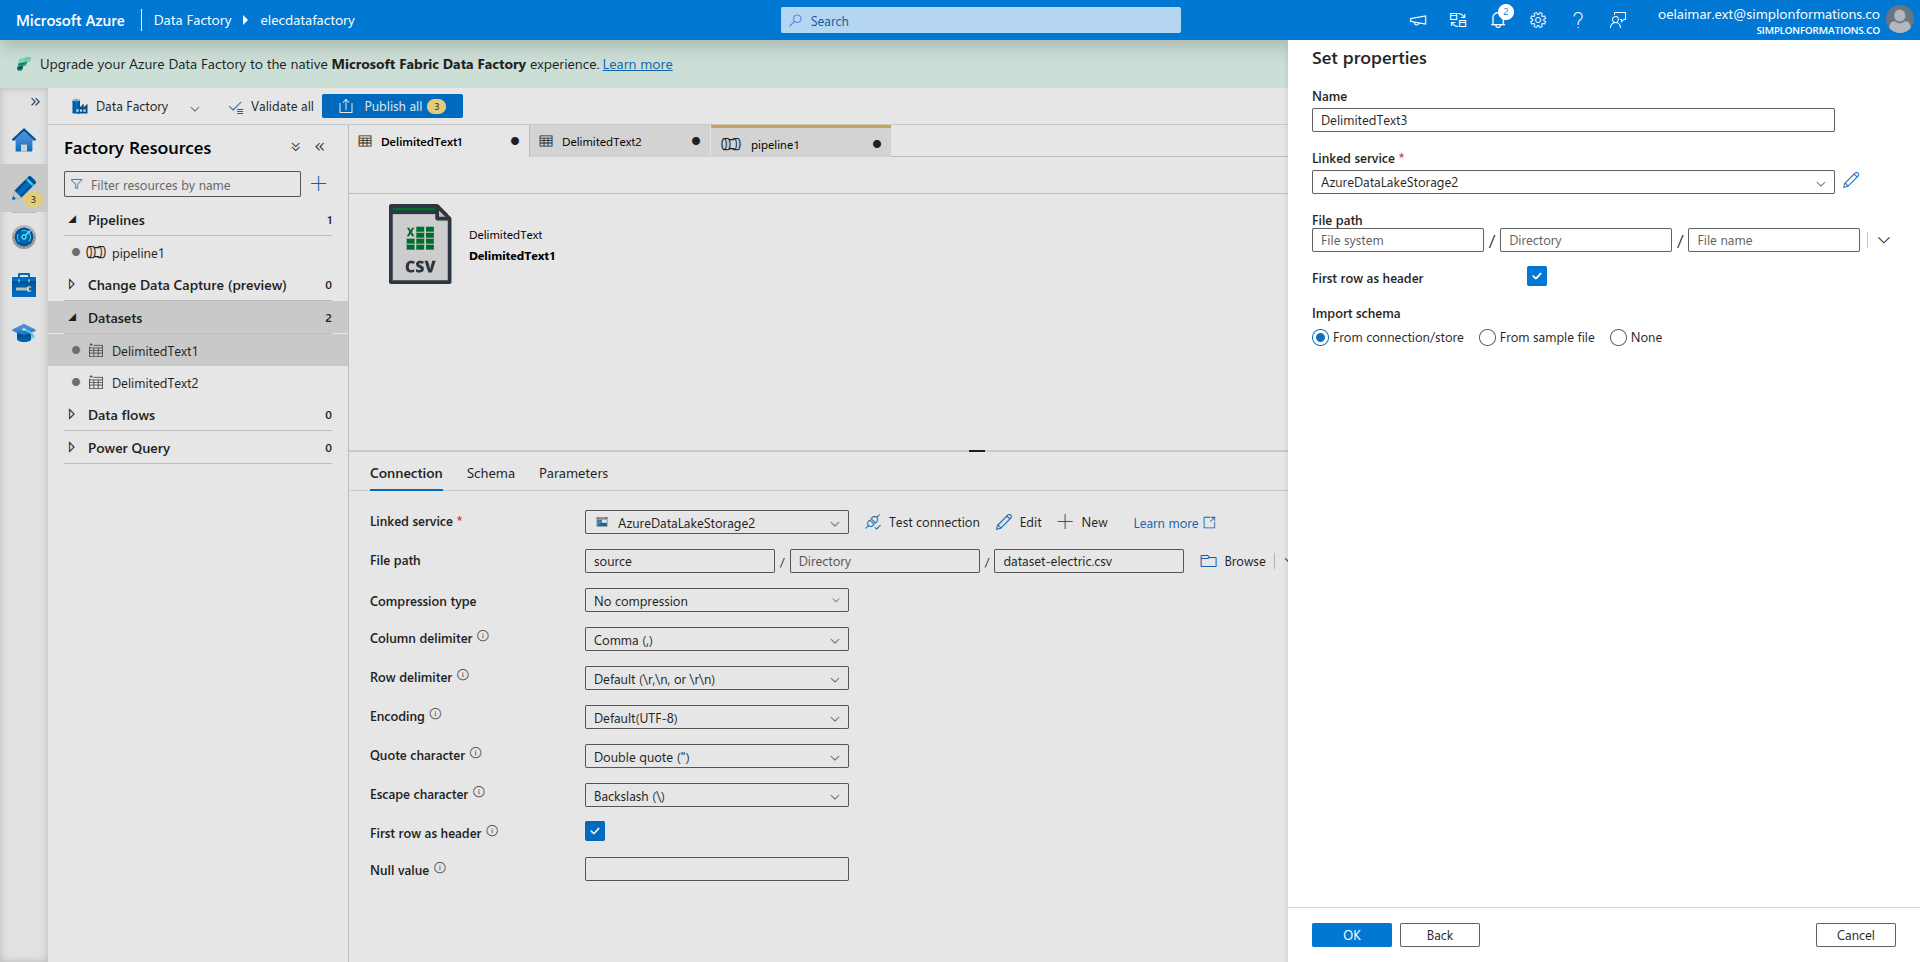 Microsoft Azure Data Factory elecdatafactory Search 2 oelaimar.ext@simplonformations.co
SIMPLONFORMATIONS.CO
Upgrade your Azure Data Factory to the native Microsoft Fabric Data Factory experience. Learn more
Data Factory Validate all Publish all 3
3
Factory Resources
Filter resources by name
Pipelines 1
pipeline1
Change Data Capture (preview) 0
Datasets 2
DelimitedText1
DelimitedText2
Data flows 0
Power Query 0
DelimitedText1 DelimitedText2 pipeline1
CSV
DelimitedText
DelimitedText1
Connection Schema Parameters
Linked service * AzureDataLakeStorage2 Test connection Edit New Learn more
File path source / Directory / dataset-electric.csv Browse
Compression type No compression
Column delimiter Comma (,)
Row delimiter Default (\r,\n, or \r\n)
Encoding Default(UTF-8)
Quote character Double quote (")
Escape character Backslash (\)
First row as header
Null value
Set properties
Name
DelimitedText3
Linked service *
AzureDataLakeStorage2
File path
File system / Directory / File name
First row as header
Import schema
From connection/store From sample file None
OK Back Cancel